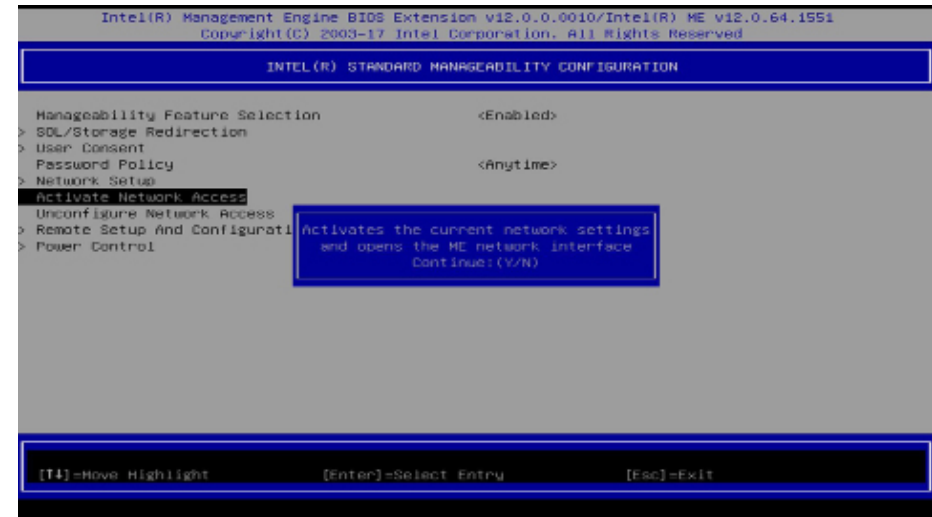 Intel(R) Management Engine BIOS Extension v12.0.0.0010/Intel(R) ME v12.0.64.1551
Copyright(C) 2003-17 Intel Corporation. All Rights Reserved
INTEL(R) STANDARD MANAGEABILITY CONFIGURATION
Manageability Feature Selection <Enabled>
> SOL/Storage Redirection
> User Consent
Password Policy <Anytime>
> Network Setup
Activate Network Access
Unconfigure Network Access
> Remote Setup And Configurati
> Power Control
Activates the current network settings
and opens the ME network interface
Continue:(Y/N)
[↑↓]=Move Highlight [Enter]=Select Entry [Esc]=Exit